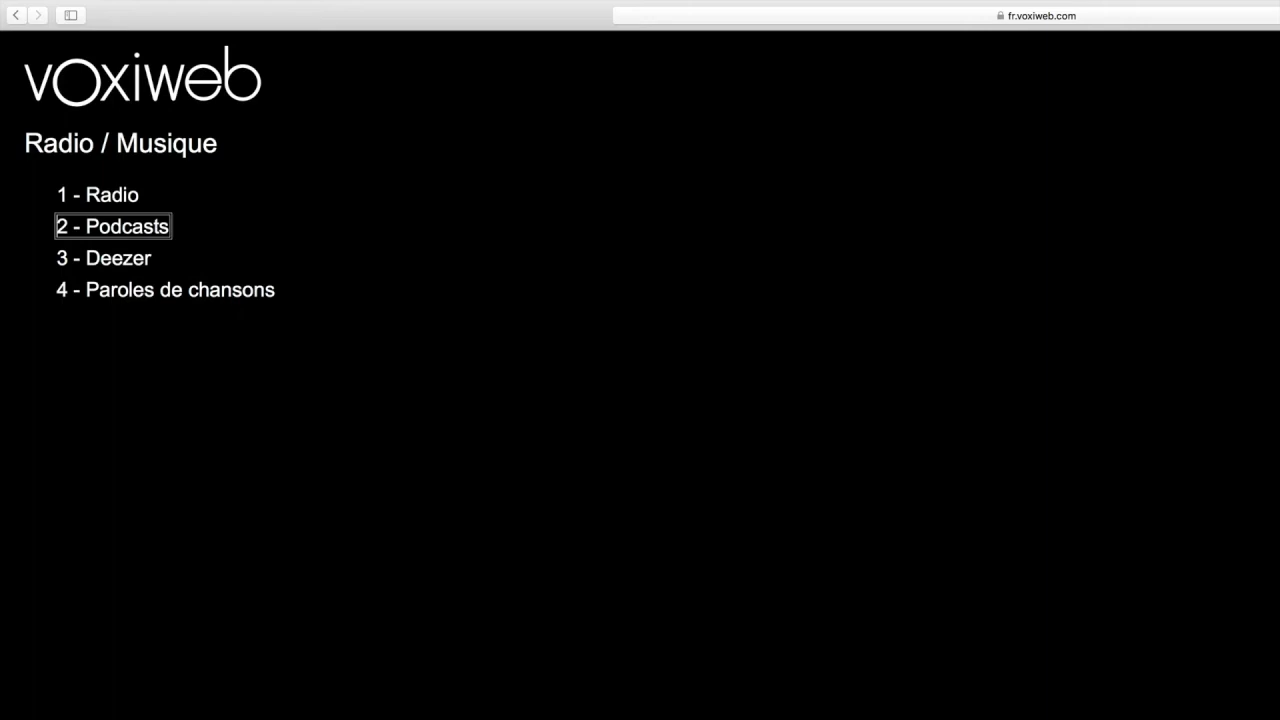 fr.voxiweb.com
voxiweb
Radio / Musique
1 - Radio
2 - Podcasts
3 - Deezer
4 - Paroles de chansons